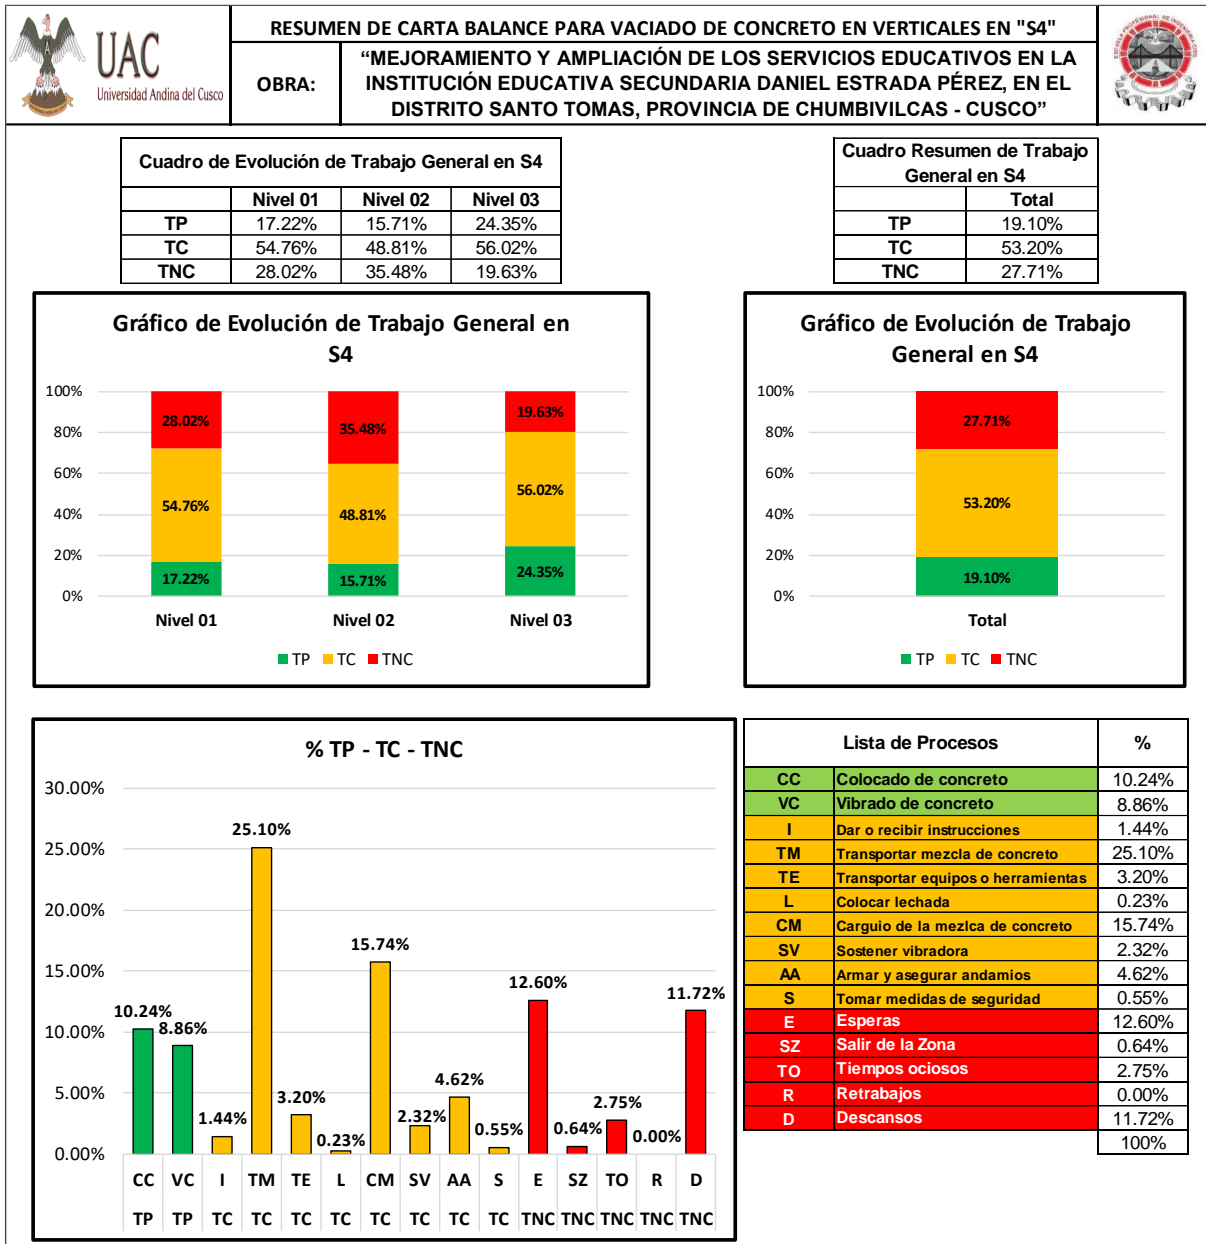 UAC
Universidad Andina del Cusco
RESUMEN DE CARTA BALANCE PARA VACIADO DE CONCRETO EN VERTICALES EN "S4"
OBRA:
“MEJORAMIENTO Y AMPLIACIÓN DE LOS SERVICIOS EDUCATIVOS EN LA
INSTITUCIÓN EDUCATIVA SECUNDARIA DANIEL ESTRADA PÉREZ, EN EL
DISTRITO SANTO TOMAS, PROVINCIA DE CHUMBIVILCAS - CUSCO”
Cuadro de Evolución de Trabajo General en S4
Nivel 01 Nivel 02 Nivel 03
TP 17.22% 15.71% 24.35%
TC 54.76% 48.81% 56.02%
TNC 28.02% 35.48% 19.63%
Cuadro Resumen de Trabajo
General en S4
Total
TP 19.10%
TC 53.20%
TNC 27.71%
Gráfico de Evolución de Trabajo General en
S4
100%
80%
60%
40%
20%
0%
28.02% 35.48% 19.63%
54.76% 48.81% 56.02%
17.22% 15.71% 24.35%
Nivel 01 Nivel 02 Nivel 03
TP TC TNC
Gráfico de Evolución de Trabajo
General en S4
100%
80%
60%
40%
20%
0%
27.71%
53.20%
19.10%
Total
TP TC TNC
% TP - TC - TNC
30.00%
25.00%
20.00%
15.00%
10.00%
5.00%
0.00%
10.24% 8.86% 1.44% 25.10% 3.20% 0.23% 15.74% 2.32% 4.62% 0.55% 12.60% 0.64% 2.75% 0.00% 11.72%
CC VC I TM TE L CM SV AA S E SZ TO R D
TP TP TC TC TC TC TC TC TC TC TNC TNC TNC TNC TNC
Lista de Procesos %
CC Colocado de concreto 10.24%
VC Vibrado de concreto 8.86%
I Dar o recibir instrucciones 1.44%
TM Transportar mezcla de concreto 25.10%
TE Transportar equipos o herramientas 3.20%
L Colocar lechada 0.23%
CM Carguio de la mezlca de concreto 15.74%
SV Sostener vibradora 2.32%
AA Armar y asegurar andamios 4.62%
S Tomar medidas de seguridad 0.55%
E Esperas 12.60%
SZ Salir de la Zona 0.64%
TO Tiempos ociosos 2.75%
R Retrabajos 0.00%
D Descansos 11.72%
100%